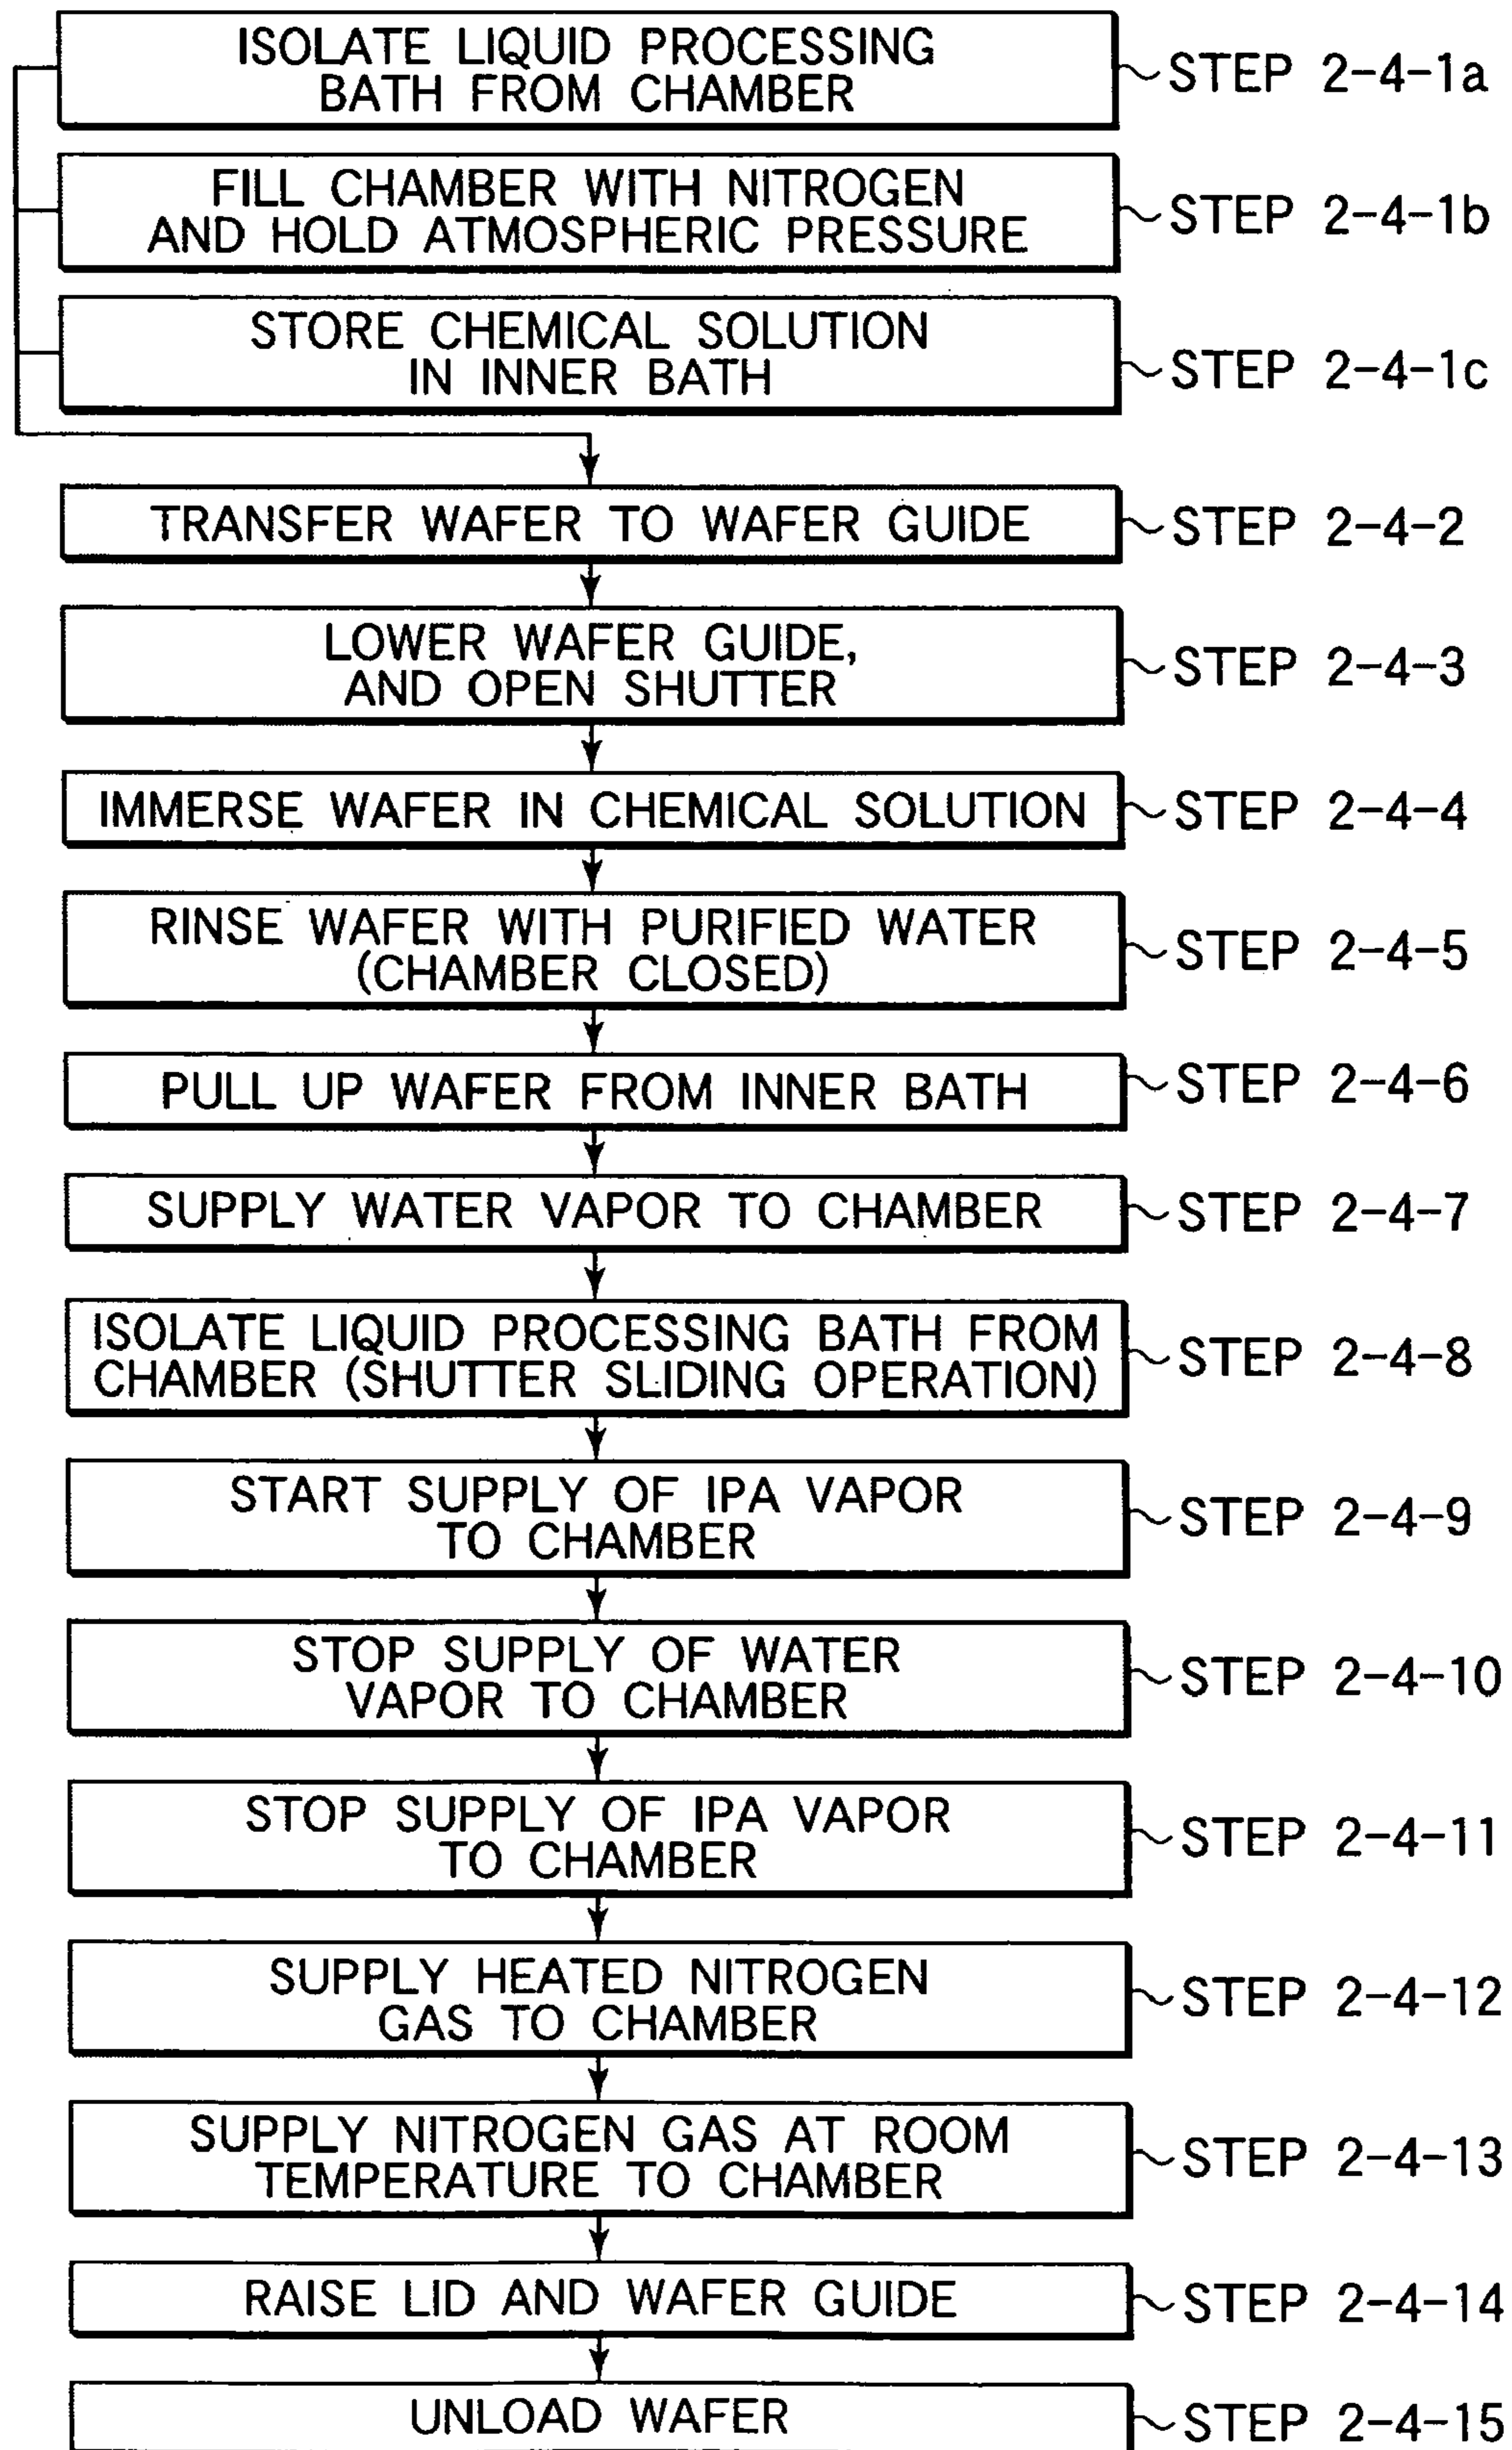 ISOLATE LIQUID PROCESSING
BATH FROM CHAMBER
STEP 2-4-1a
FILL CHAMBER WITH NITROGEN
AND HOLD ATMOSPHERIC PRESSURE
STEP 2-4-1b
STORE CHEMICAL SOLUTION
IN INNER BATH
STEP 2-4-1c
TRANSFER WAFER TO WAFER GUIDE
STEP 2-4-2
LOWER WAFER GUIDE,
AND OPEN SHUTTER
STEP 2-4-3
IMMERSE WAFER IN CHEMICAL SOLUTION
STEP 2-4-4
RINSE WAFER WITH PURIFIED WATER
(CHAMBER CLOSED)
STEP 2-4-5
PULL UP WAFER FROM INNER BATH
STEP 2-4-6
SUPPLY WATER VAPOR TO CHAMBER
STEP 2-4-7
ISOLATE LIQUID PROCESSING BATH FROM
CHAMBER (SHUTTER SLIDING OPERATION)
STEP 2-4-8
START SUPPLY OF IPA VAPOR
TO CHAMBER
STEP 2-4-9
STOP SUPPLY OF WATER
VAPOR TO CHAMBER
STEP 2-4-10
STOP SUPPLY OF IPA VAPOR
TO CHAMBER
STEP 2-4-11
SUPPLY HEATED NITROGEN
GAS TO CHAMBER
STEP 2-4-12
SUPPLY NITROGEN GAS AT ROOM
TEMPERATURE TO CHAMBER
STEP 2-4-13
RAISE LID AND WAFER GUIDE
STEP 2-4-14
UNLOAD WAFER
STEP 2-4-15